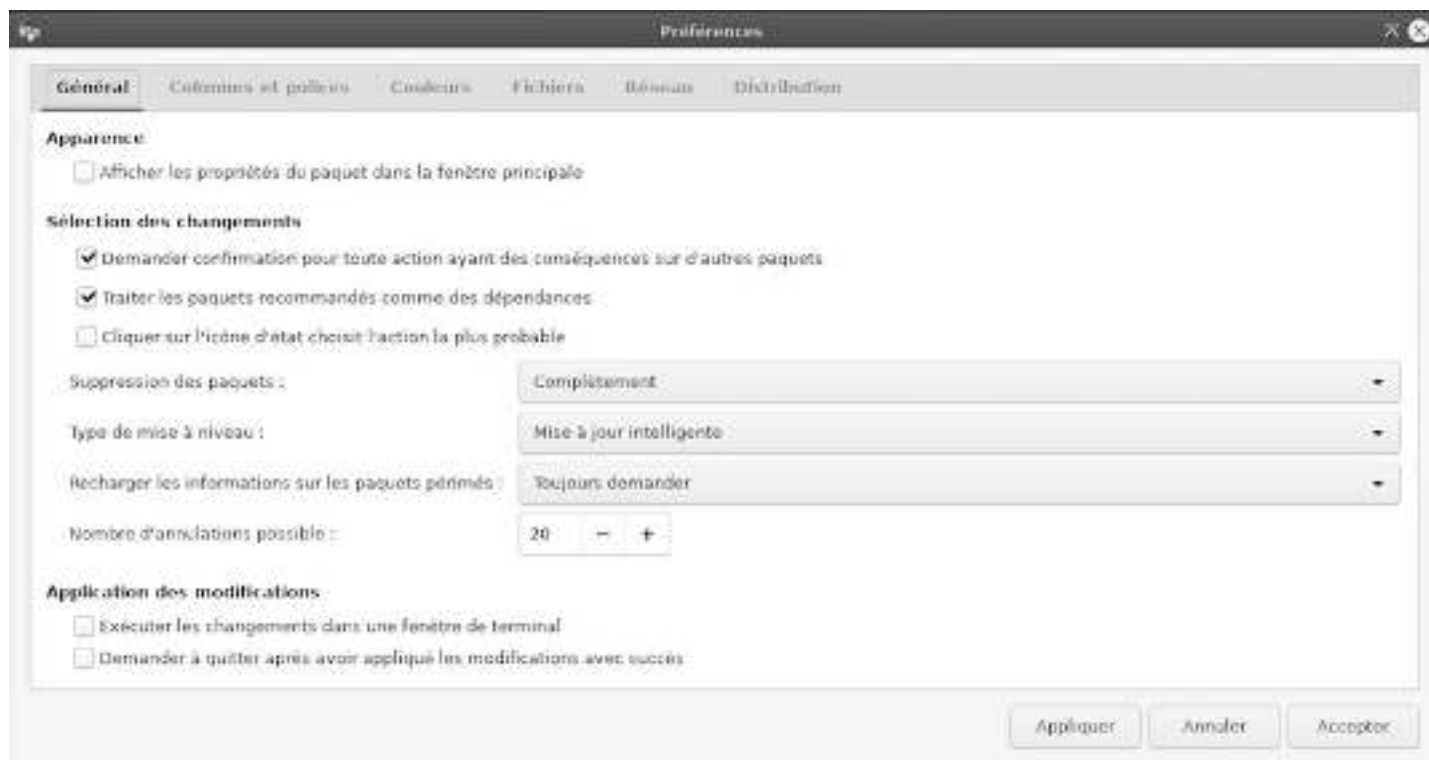 Préférences
Général Colonnes et polices Couleurs Fichiers Réseau Distribution
Apparence
Afficher les propriétés du paquet dans la fenêtre principale
Sélection des changements
Demander confirmation pour toute action ayant des conséquences sur d'autres paquets
Traiter les paquets recommandés comme des dépendances
Cliquer sur l'icône d'état choisit l'action la plus probable
Suppression des paquets : Complètement
Type de mise à niveau : Mise à jour intelligente
Recharger les informations sur les paquets périmés : Toujours demander
Nombre d'annulations possible : 20 − +
Application des modifications
Exécuter les changements dans une fenêtre de terminal
Demander à quitter après avoir appliqué les modifications avec succès
Appliquer Annuler Accepter